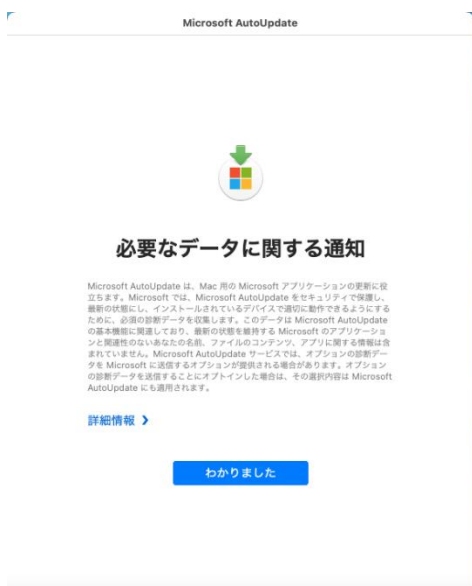 Microsoft AutoUpdate
必要なデータに関する通知
Microsoft AutoUpdate は、Mac 用の Microsoft アプリケーションの更新に役
立ちます。Microsoft では、Microsoft AutoUpdate をセキュリティで保護し、
最新の状態にし、インストールされているデバイスで適切に動作できるようにする
ために、必須の診断データを収集します。このデータは Microsoft AutoUpdate
の基本機能に関連しており、最新の状態を維持する Microsoft のアプリケーショ
ンと関連性のないあなたの名前、ファイルのコンテンツ、アプリに関する情報は含
まれていません。Microsoft AutoUpdate サービスでは、オプションの診断デー
タを Microsoft に送信するオプションが提供される場合があります。オプション
の診断データを送信することにオプトインした場合は、その選択内容は Microsoft
AutoUpdate にも適用されます。
詳細情報 ❯
わかりました